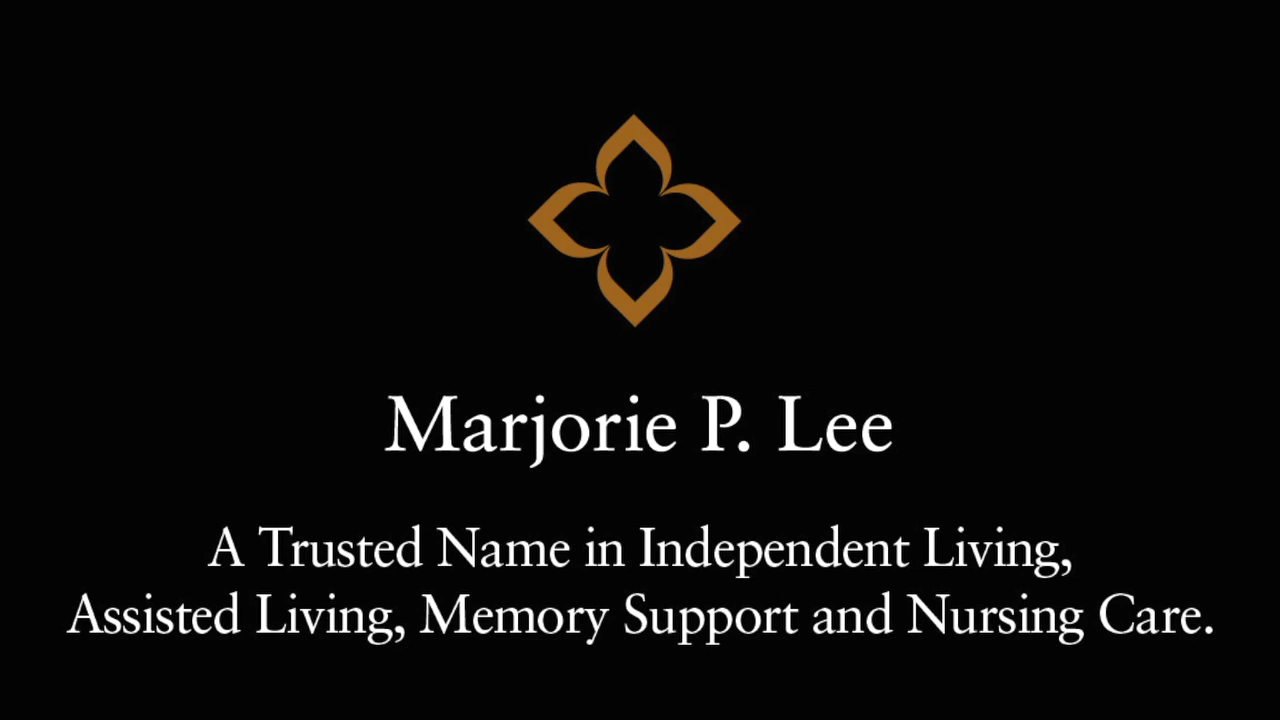 Marjorie P. Lee
A Trusted Name in Independent Living,
Assisted Living, Memory Support and Nursing Care.